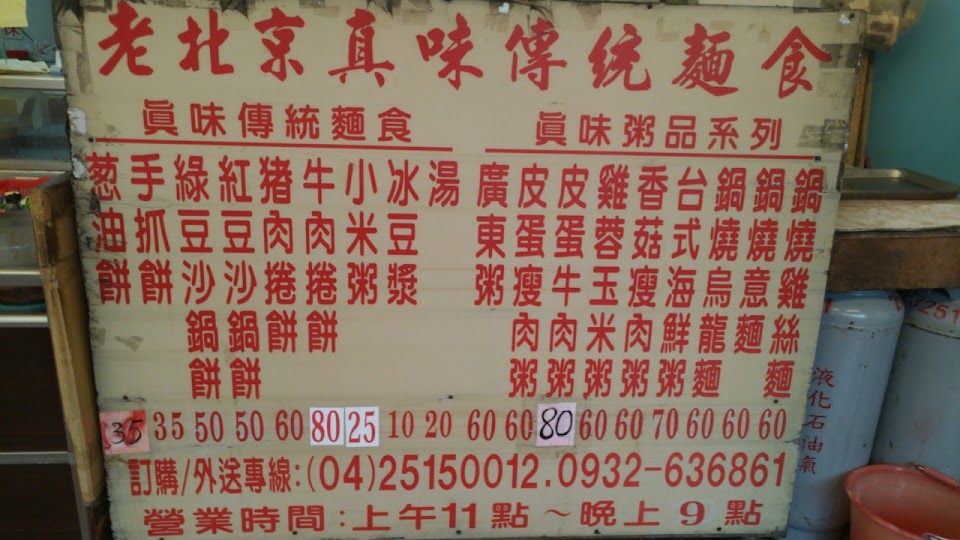 老北京真味傳統麵食
眞味傳統麵食
葱油餅
手抓餅
綠豆沙鍋餅
紅豆沙鍋餅
猪肉捲餅
牛肉捲餅
小米粥
冰豆漿
湯
眞味粥品系列
廣東粥
皮蛋瘦肉粥
皮蛋牛肉粥
雞蓉玉米粥
香菇瘦肉粥
台式海鮮粥
鍋燒烏龍麵
鍋燒意麵
鍋燒雞絲麵
35 35 50 50 60 80 25 10 20 60 60 80 60 60 70 60 60 60
訂購/外送專線:(04)25150012.0932-636861
營業時間:上午11點~晚上9點
液化石油氣